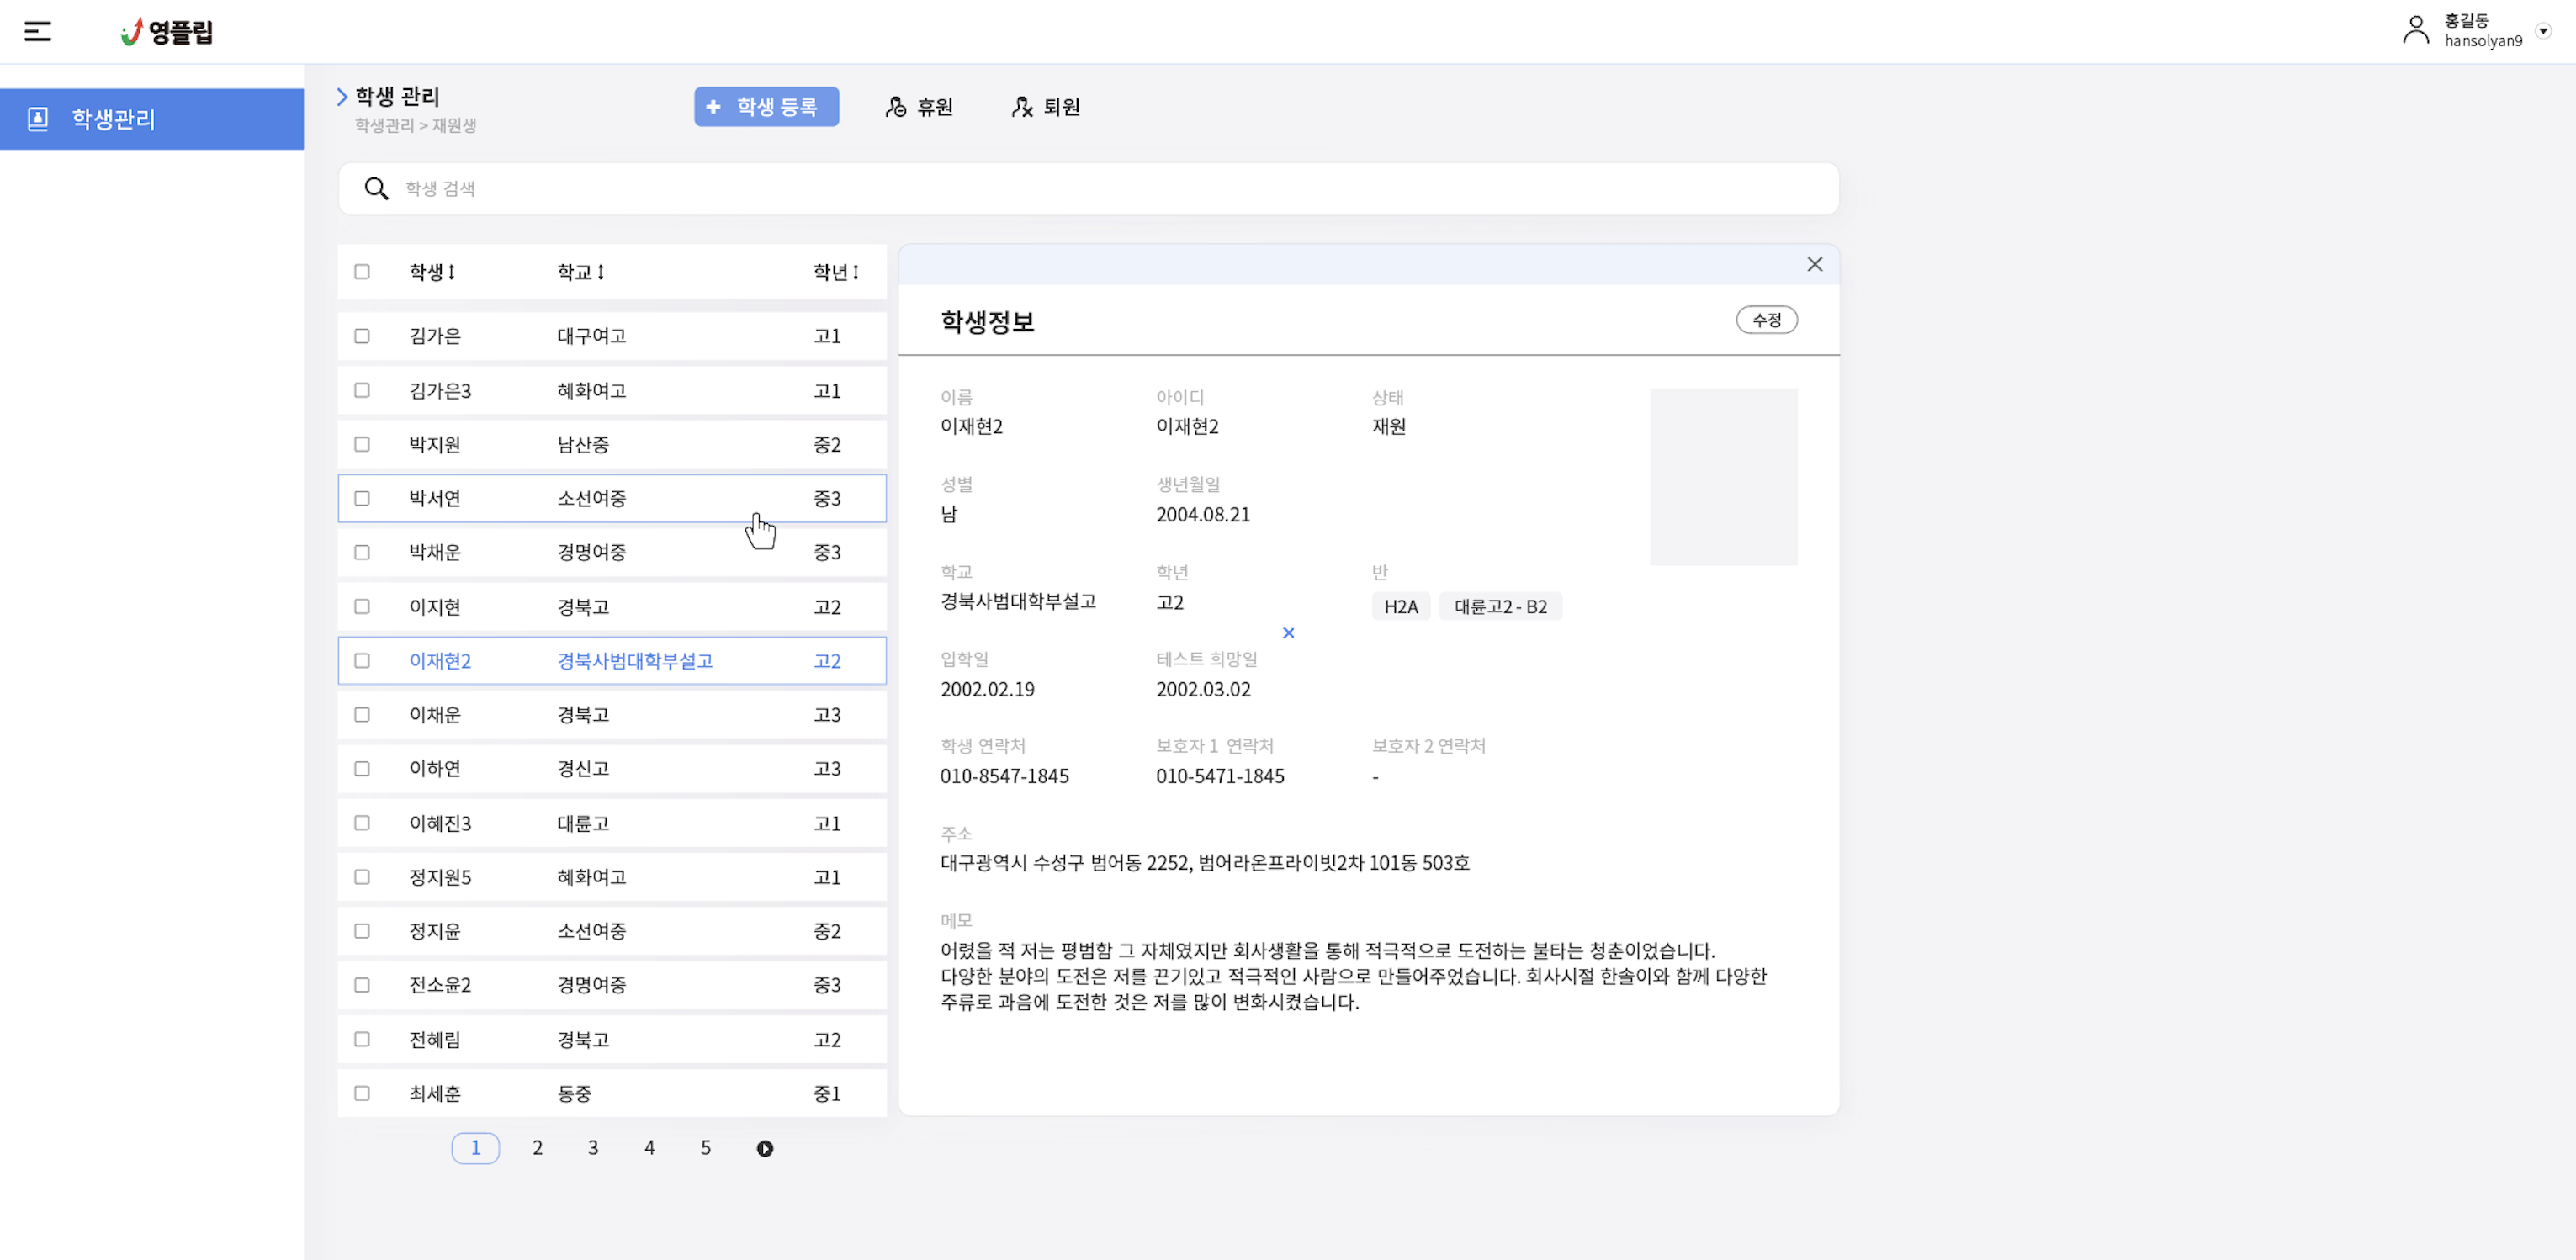 영플립
홍길동
hansolyan9
학생관리
학생 관리
학생관리 > 재원생
+ 학생 등록
휴원
퇴원
학생 검색
학생 학교 학년
김가은 대구여고 고1
김가은3 혜화여고 고1
박지원 남산중 중2
박서연 소선여중 중3
박채운 경명여중 중3
이지현 경북고 고2
이재현2 경북사범대학부설고 고2
이채운 경북고 고3
이하연 경신고 고3
이혜진3 대륜고 고1
정지원5 혜화여고 고1
정지윤 소선여중 중2
전소윤2 경명여중 중3
전혜림 경북고 고2
최세훈 동중 중1
1 2 3 4 5
학생정보
수정
이름 아이디 상태
이재현2 이재현2 재원
성별 생년월일
남 2004.08.21
학교 학년 반
경북사범대학부설고 고2 H2A 대륜고2 - B2
입학일 테스트 희망일
2002.02.19 2002.03.02
학생 연락처 보호자 1 연락처 보호자 2 연락처
010-8547-1845 010-5471-1845 -
주소
대구광역시 수성구 범어동 2252, 범어라온프라이빗2차 101동 503호
메모
어렸을 적 저는 평범함 그 자체였지만 회사생활을 통해 적극적으로 도전하는 불타는 청춘이었습니다.
다양한 분야의 도전은 저를 끈기있고 적극적인 사람으로 만들어주었습니다. 회사시절 한솔이와 함께 다양한
주류로 과음에 도전한 것은 저를 많이 변화시켰습니다.